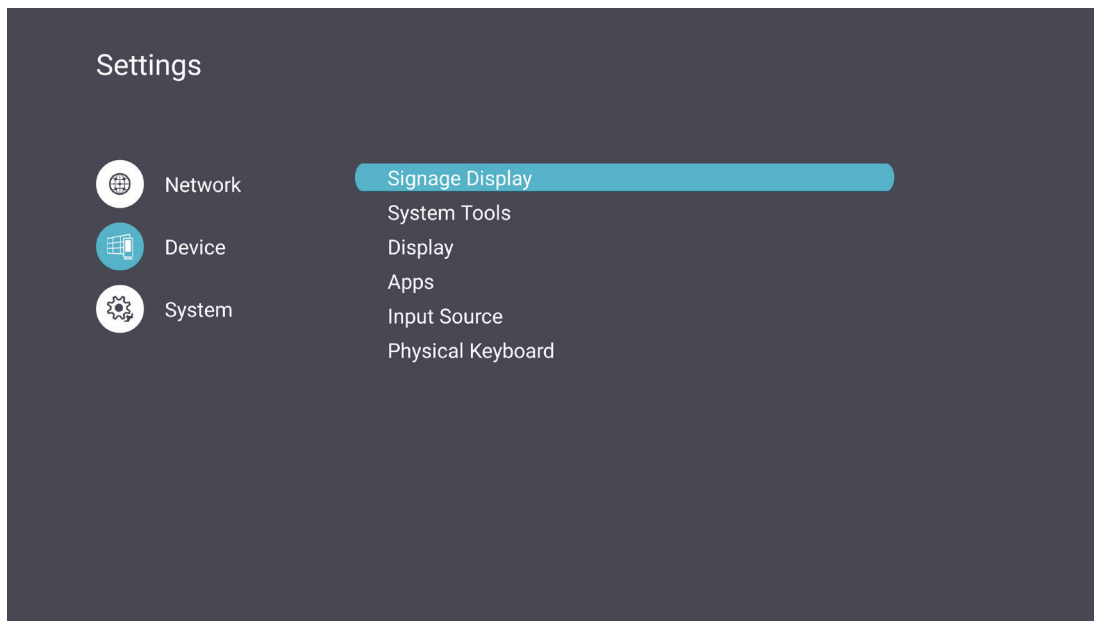 Settings
Network
Device
System
Signage Display
System Tools
Display
Apps
Input Source
Physical Keyboard